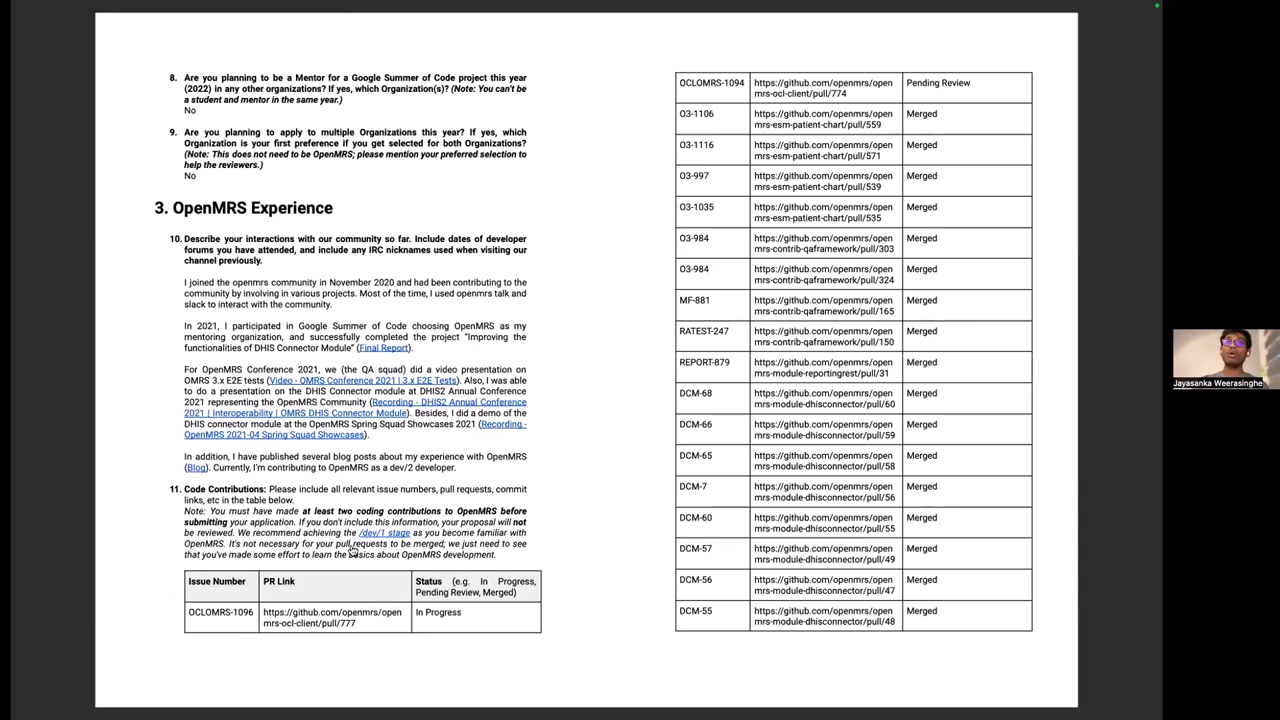 8. Are you planning to be a Mentor for a Google Summer of Code project this year
(2022) in any other organizations? If yes, which Organization(s)? (Note: You can't be
a student and mentor in the same year.)
No
9. Are you planning to apply to multiple Organizations this year? If yes, which
Organization is your first preference if you get selected for both Organizations?
(Note: This does not need to be OpenMRS; please mention your preferred selection to
help the reviewers.)
No
3. OpenMRS Experience
10. Describe your interactions with our community so far. Include dates of developer
forums you have attended, and include any IRC nicknames used when visiting our
channel previously.
I joined the openmrs community in November 2020 and had been contributing to the
community by involving in various projects. Most of the time, I used openmrs talk and
slack to interact with the community.
In 2021, I participated in Google Summer of Code choosing OpenMRS as my
mentoring organization, and successfully completed the project “Improving the
functionalities of DHIS Connector Module” (Final Report).
For OpenMRS Conference 2021, we (the QA squad) did a video presentation on
OMRS 3.x E2E tests (Video - OMRS Conference 2021 | 3.x E2E Tests). Also, I was able
to do a presentation on the DHIS Connector module at DHIS2 Annual Conference
2021 representing the OpenMRS Community (Recording - DHIS2 Annual Conference
2021 | Interoperability | OMRS DHIS Connector Module). Besides, I did a demo of the
DHIS connector module at the OpenMRS Spring Squad Showcases 2021 (Recording -
OpenMRS 2021-04 Spring Squad Showcases).
In addition, I have published several blog posts about my experience with OpenMRS
(Blog). Currently, I'm contributing to OpenMRS as a dev/2 developer.
11. Code Contributions: Please include all relevant issue numbers, pull requests, commit
links, etc in the table below.
Note: You must have made at least two coding contributions to OpenMRS before
submitting your application. If you don't include this information, your proposal will not
be reviewed. We recommend achieving the /dev/1 stage as you become familiar with
OpenMRS. It's not necessary for your pull requests to be merged; we just need to see
that you've made some effort to learn the basics about OpenMRS development.
Issue Number PR Link Status (e.g. In Progress,
Pending Review, Merged)
OCLOMRS-1096 https://github.com/openmrs/open In Progress
mrs-ocl-client/pull/777
OCLOMRS-1094 https://github.com/openmrs/open Pending Review
mrs-ocl-client/pull/774
O3-1106 https://github.com/openmrs/open Merged
mrs-esm-patient-chart/pull/559
O3-1116 https://github.com/openmrs/open Merged
mrs-esm-patient-chart/pull/571
O3-997 https://github.com/openmrs/open Merged
mrs-esm-patient-chart/pull/539
O3-1035 https://github.com/openmrs/open Merged
mrs-esm-patient-chart/pull/535
O3-984 https://github.com/openmrs/open Merged
mrs-contrib-qaframework/pull/303
O3-984 https://github.com/openmrs/open Merged
mrs-contrib-qaframework/pull/324
MF-881 https://github.com/openmrs/open Merged
mrs-contrib-qaframework/pull/165
RATEST-247 https://github.com/openmrs/open Merged
mrs-contrib-qaframework/pull/150
REPORT-879 https://github.com/openmrs/open Merged
mrs-module-reportingrest/pull/31
DCM-68 https://github.com/openmrs/open Merged
mrs-module-dhisconnector/pull/60
DCM-66 https://github.com/openmrs/open Merged
mrs-module-dhisconnector/pull/59
DCM-65 https://github.com/openmrs/open Merged
mrs-module-dhisconnector/pull/58
DCM-7 https://github.com/openmrs/open Merged
mrs-module-dhisconnector/pull/56
DCM-60 https://github.com/openmrs/open Merged
mrs-module-dhisconnector/pull/55
DCM-57 https://github.com/openmrs/open Merged
mrs-module-dhisconnector/pull/49
DCM-56 https://github.com/openmrs/open Merged
mrs-module-dhisconnector/pull/47
DCM-55 https://github.com/openmrs/open Merged
mrs-module-dhisconnector/pull/48
Jayasanka Weerasinghe